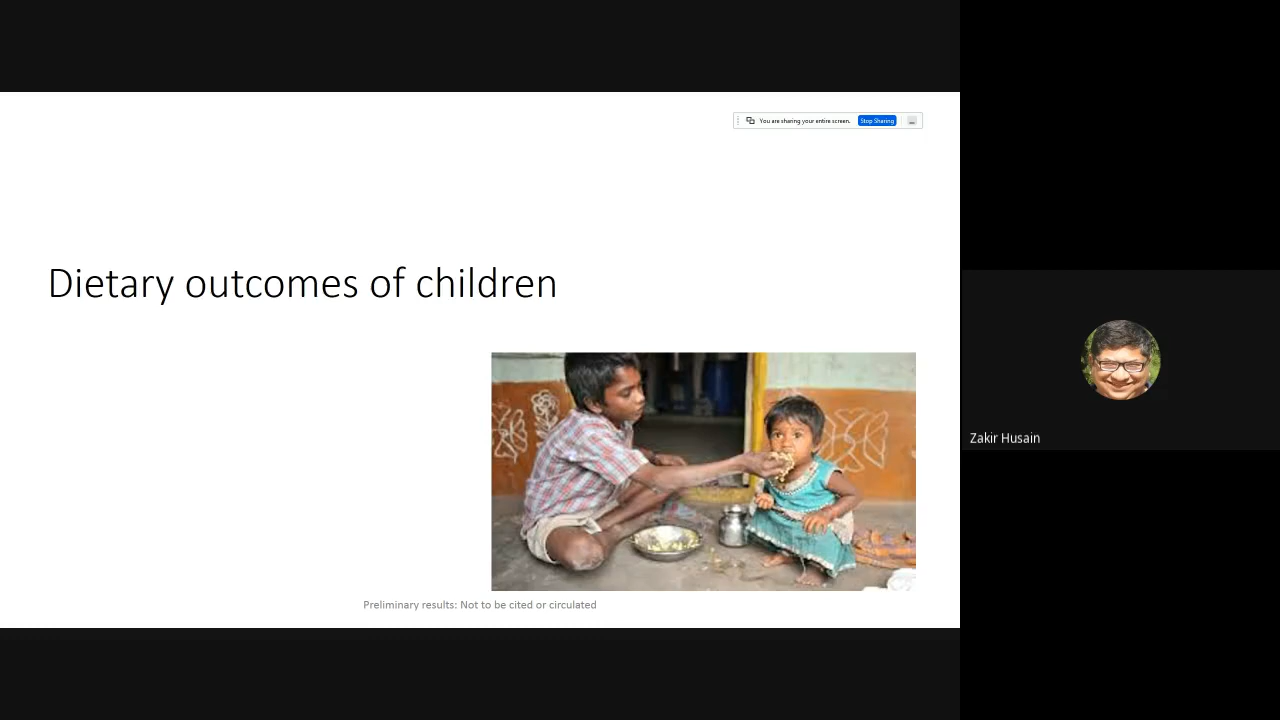 You are sharing your entire screen. Stop Sharing
Dietary outcomes of children
Preliminary results: Not to be cited or circulated
Zakir Husain